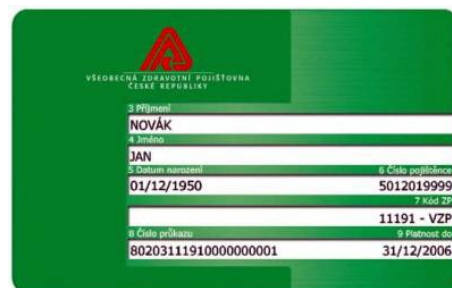 VŠEOBECNÁ ZDRAVOTNÍ POJIŠŤOVNA
ČESKÉ REPUBLIKY
3 Příjmení
NOVÁK
4 Jméno
JAN
5 Datum narození 6 Číslo pojištěnce
01/12/1950 5012019999
7 Kód ZP
11191 - VZP
8 Číslo průkazu 9 Platnost do
80203111910000000001 31/12/2006